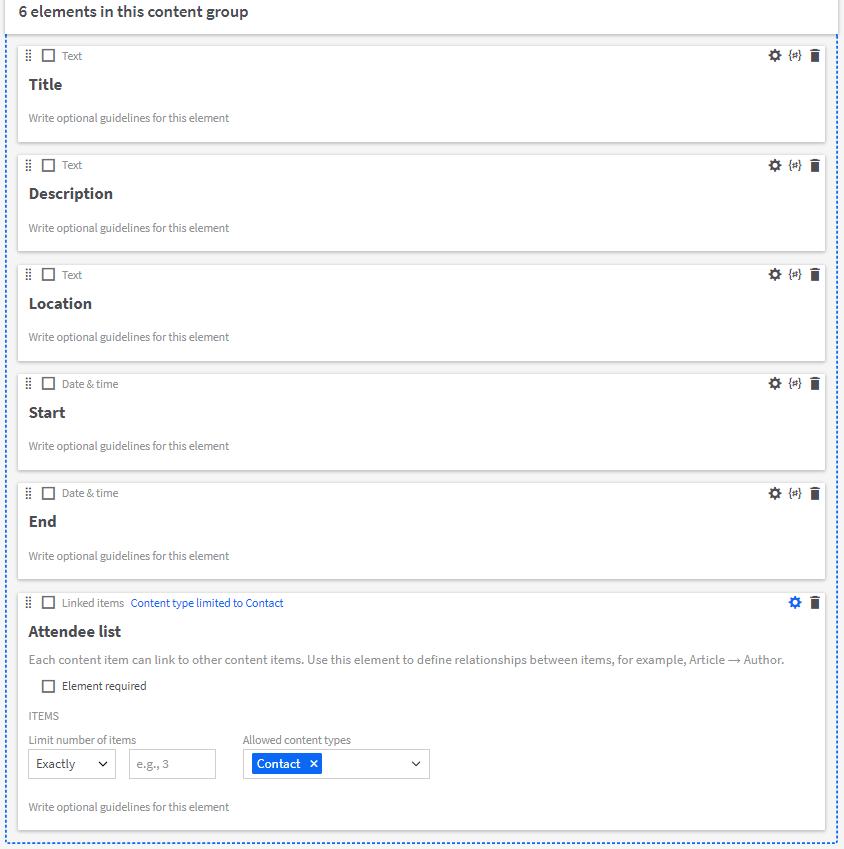 6 elements in this content group
Text {#}
Title
Write optional guidelines for this element
Text {#}
Description
Write optional guidelines for this element
Text {#}
Location
Write optional guidelines for this element
Date & time {#}
Start
Write optional guidelines for this element
Date & time {#}
End
Write optional guidelines for this element
Linked items Content type limited to Contact
Attendee list
Each content item can link to other content items. Use this element to define relationships between items, for example, Article → Author.
Element required
ITEMS
Limit number of items Allowed content types
Exactly e.g., 3 Contact ×
Write optional guidelines for this element